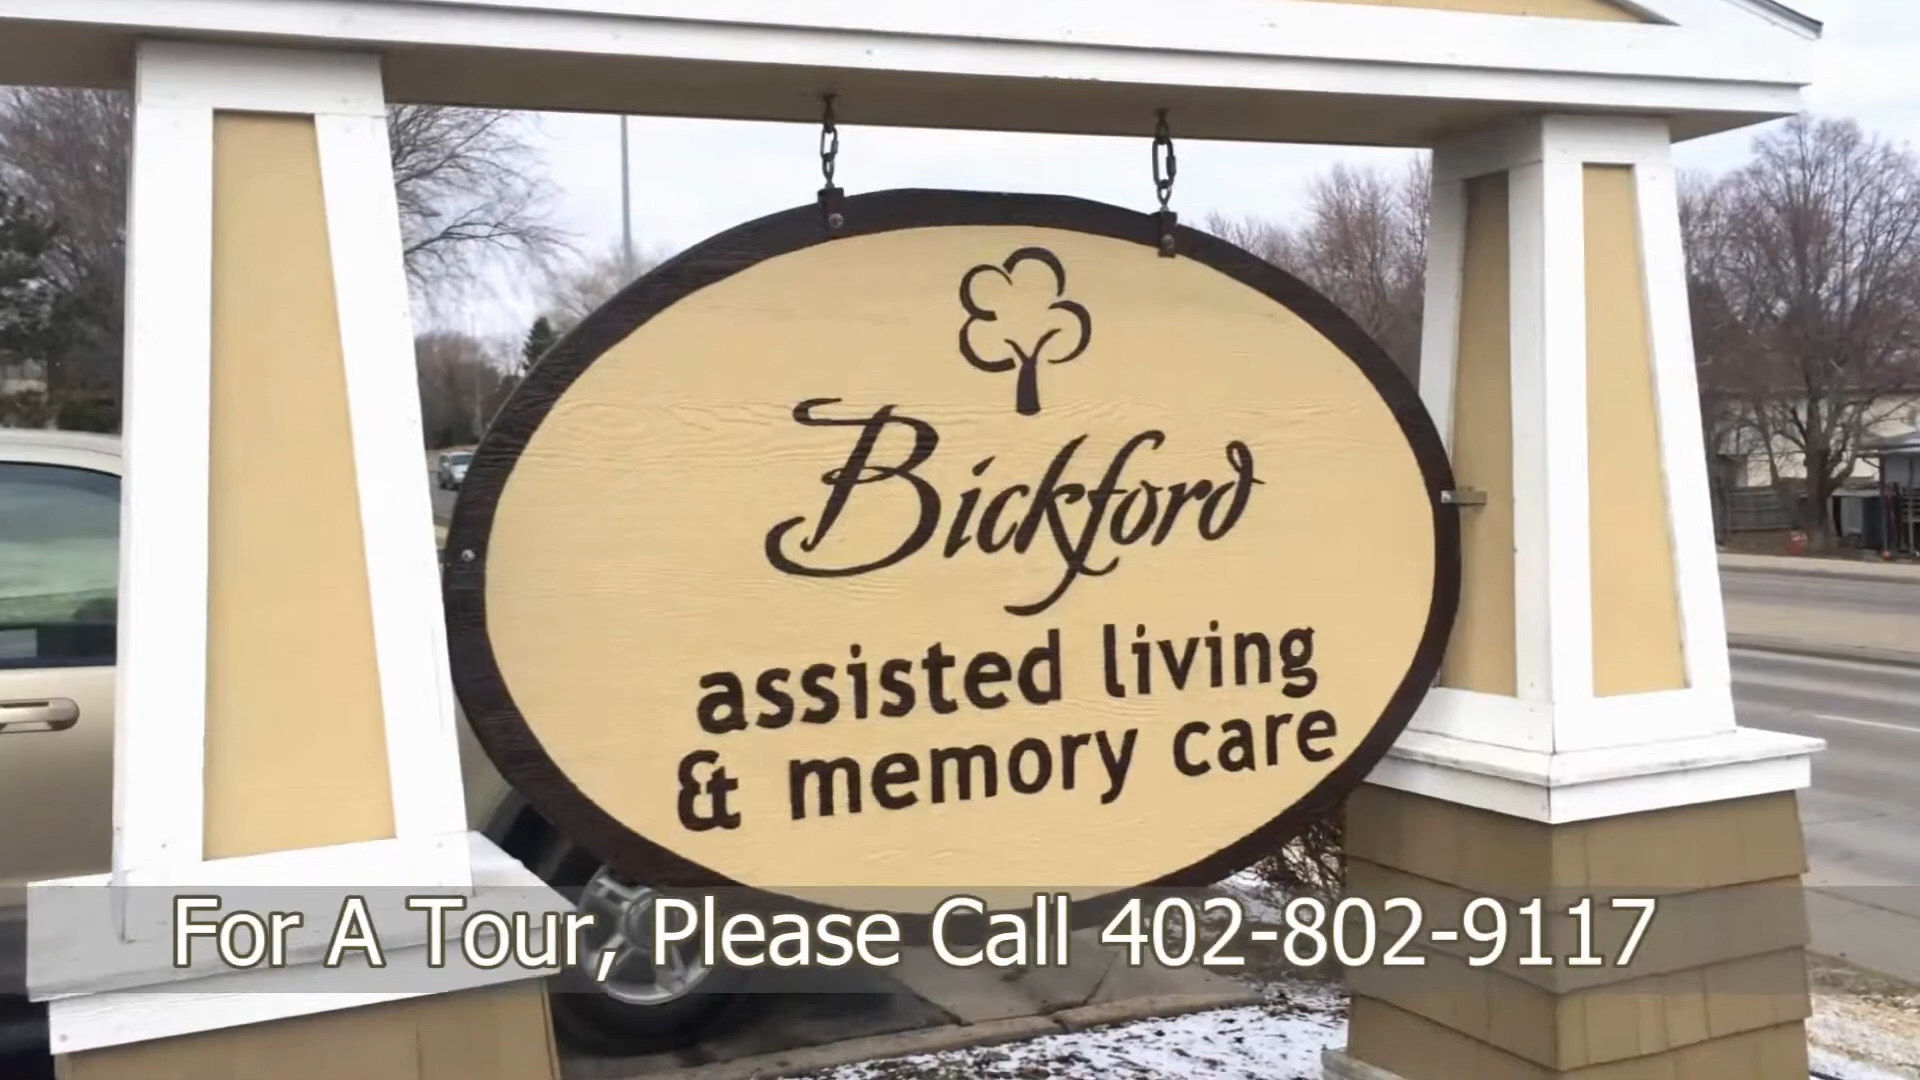 Bickford
assisted living
& memory care
For A Tour, Please Call 402-802-9117